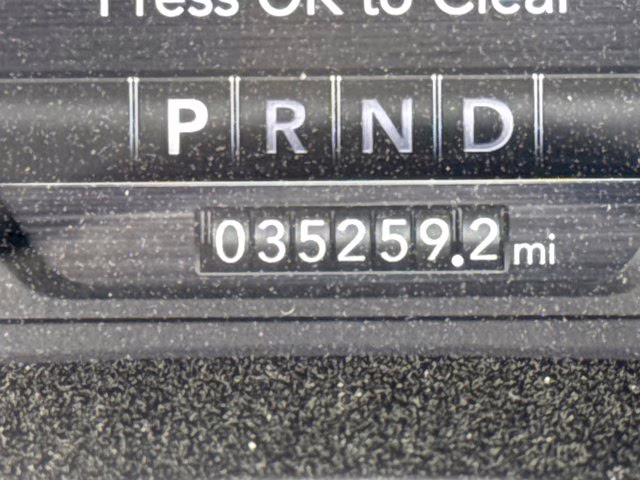 Press OK to Clear
P R N D
035259.2 mi